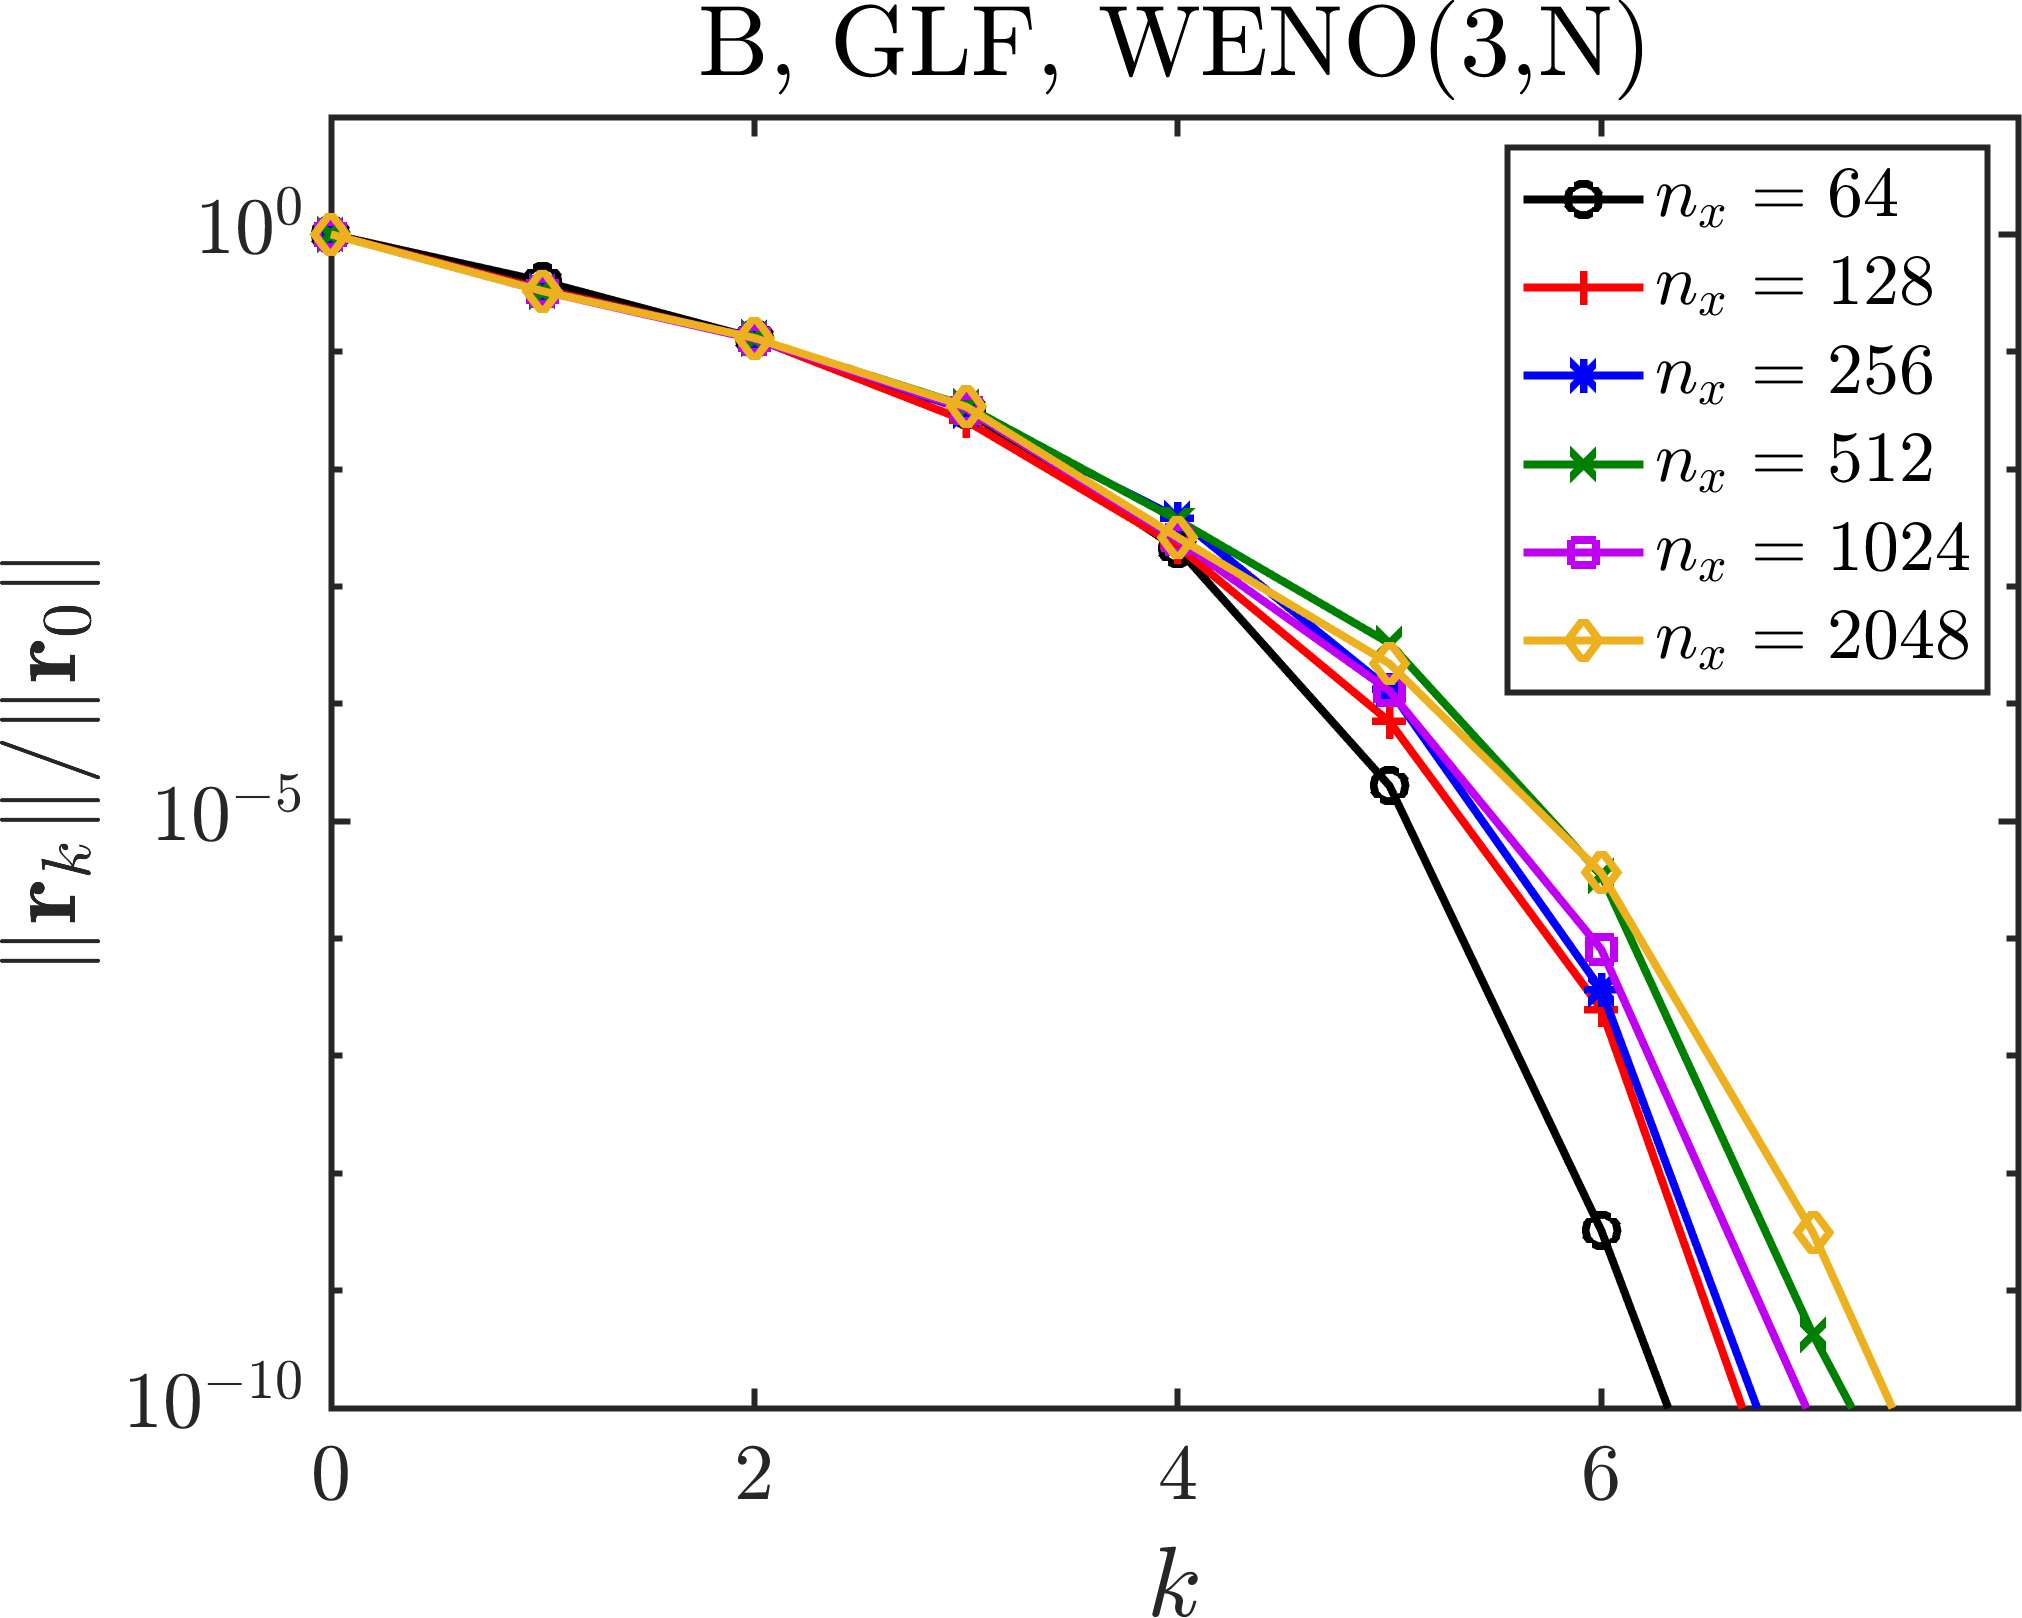 B, GLF, WENO(3,N)
‖r_k‖/‖r_0‖
10^0
10^{-5}
10^{-10}
0 2 4 6
k
n_x = 64
n_x = 128
n_x = 256
n_x = 512
n_x = 1024
n_x = 2048